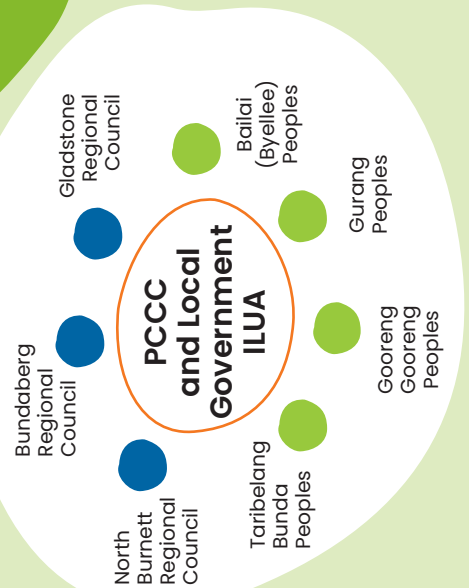 North
Burnett
Regional
Council
Bundaberg
Regional
Council
Gladstone
Regional
Council
PCCC
and Local
Government
ILUA
Bailai
(Byellee)
Peoples
Gurang
Peoples
Gooreng
Gooreng
Peoples
Taribelang
Bunda
Peoples